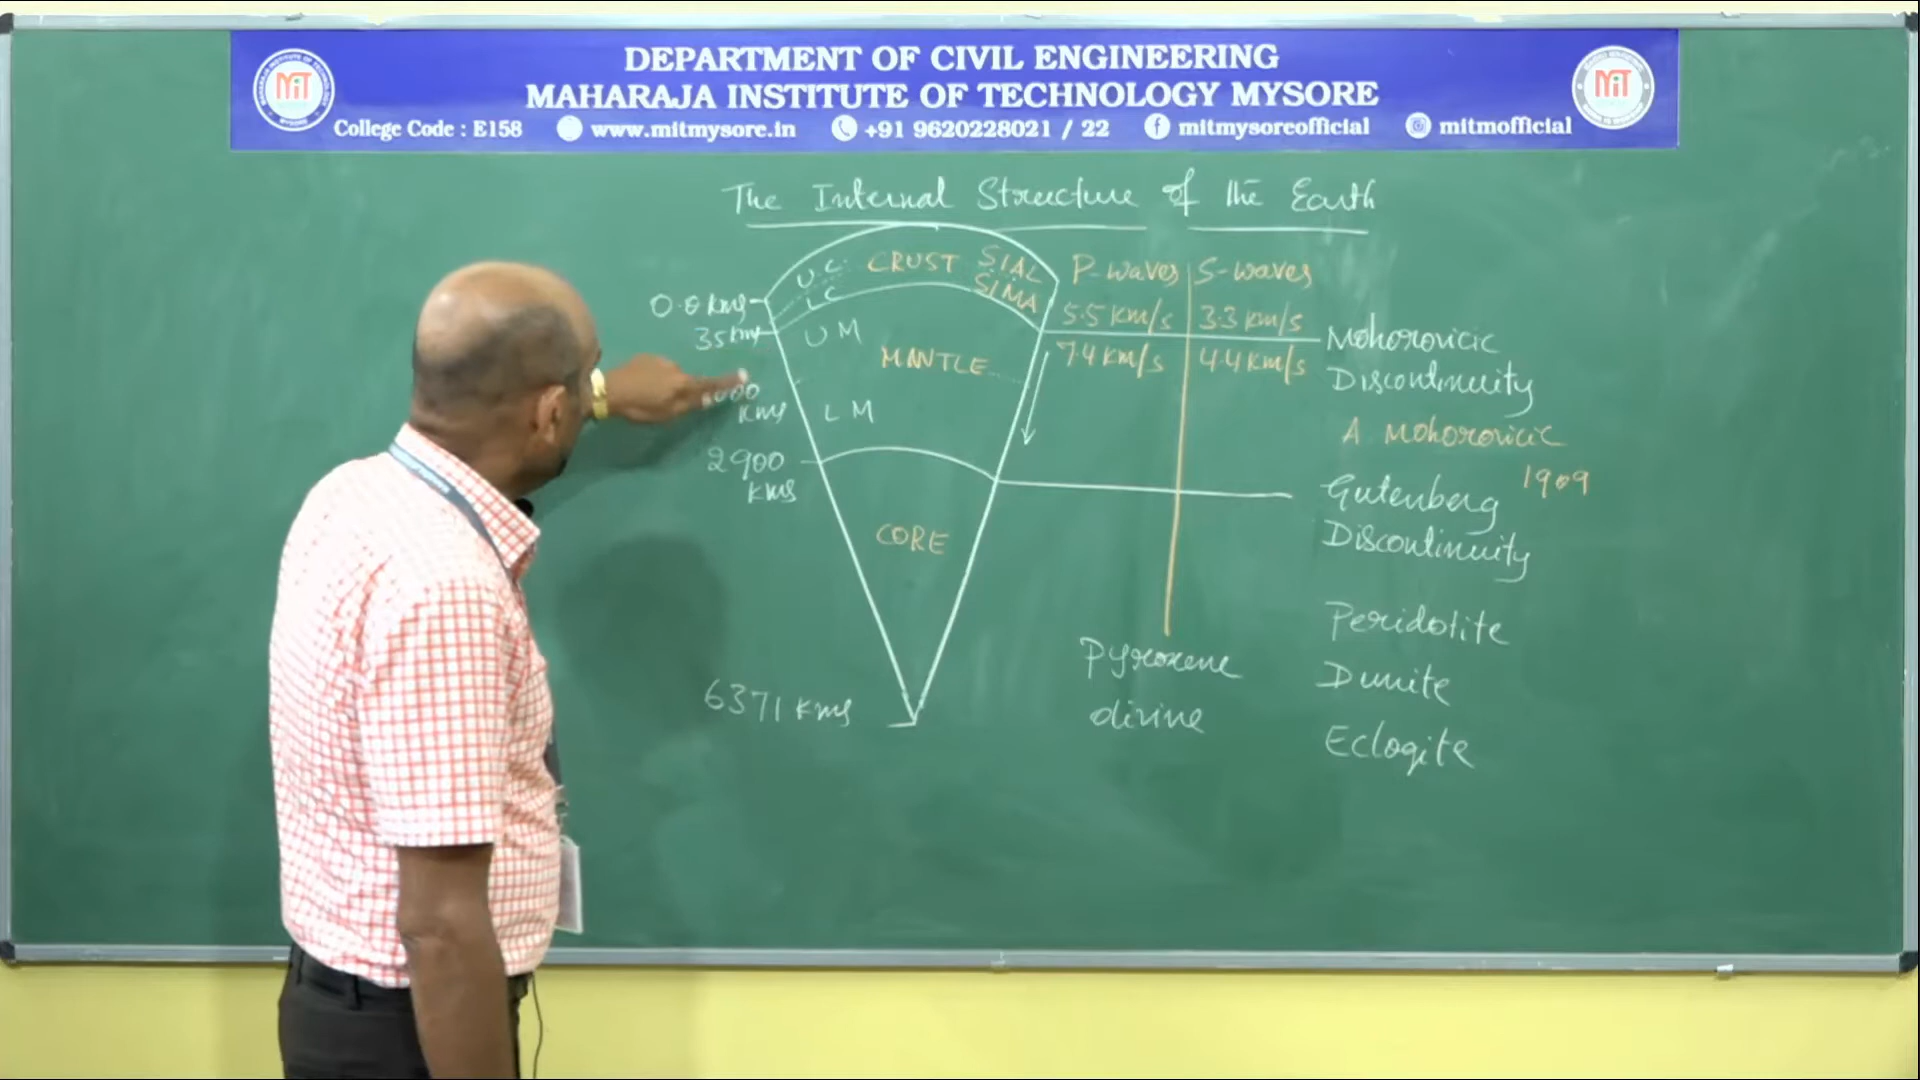 DEPARTMENT OF CIVIL ENGINEERING
MAHARAJA INSTITUTE OF TECHNOLOGY MYSORE
College Code : E158 www.mitmysore.in +91 9620228021 / 22 mitmysoreofficial mitmofficial
MIT
MIT
The Internal Structure of the Earth
U.C. CRUST SIAL
LC SIMA
P-waves S-waves
0.0 kms
5.5 km/s 3.3 km/s
35 km
UM
MANTLE
7.4 km/s 4.4 km/s
Mohorovicic
Discontinuity
kms
LM
A Mohorovicic
1909
2900
kms
Gutenberg
Discontinuity
CORE
Peridotite
Pyroxene
Dunite
6371 kms
olivine
Eclogite